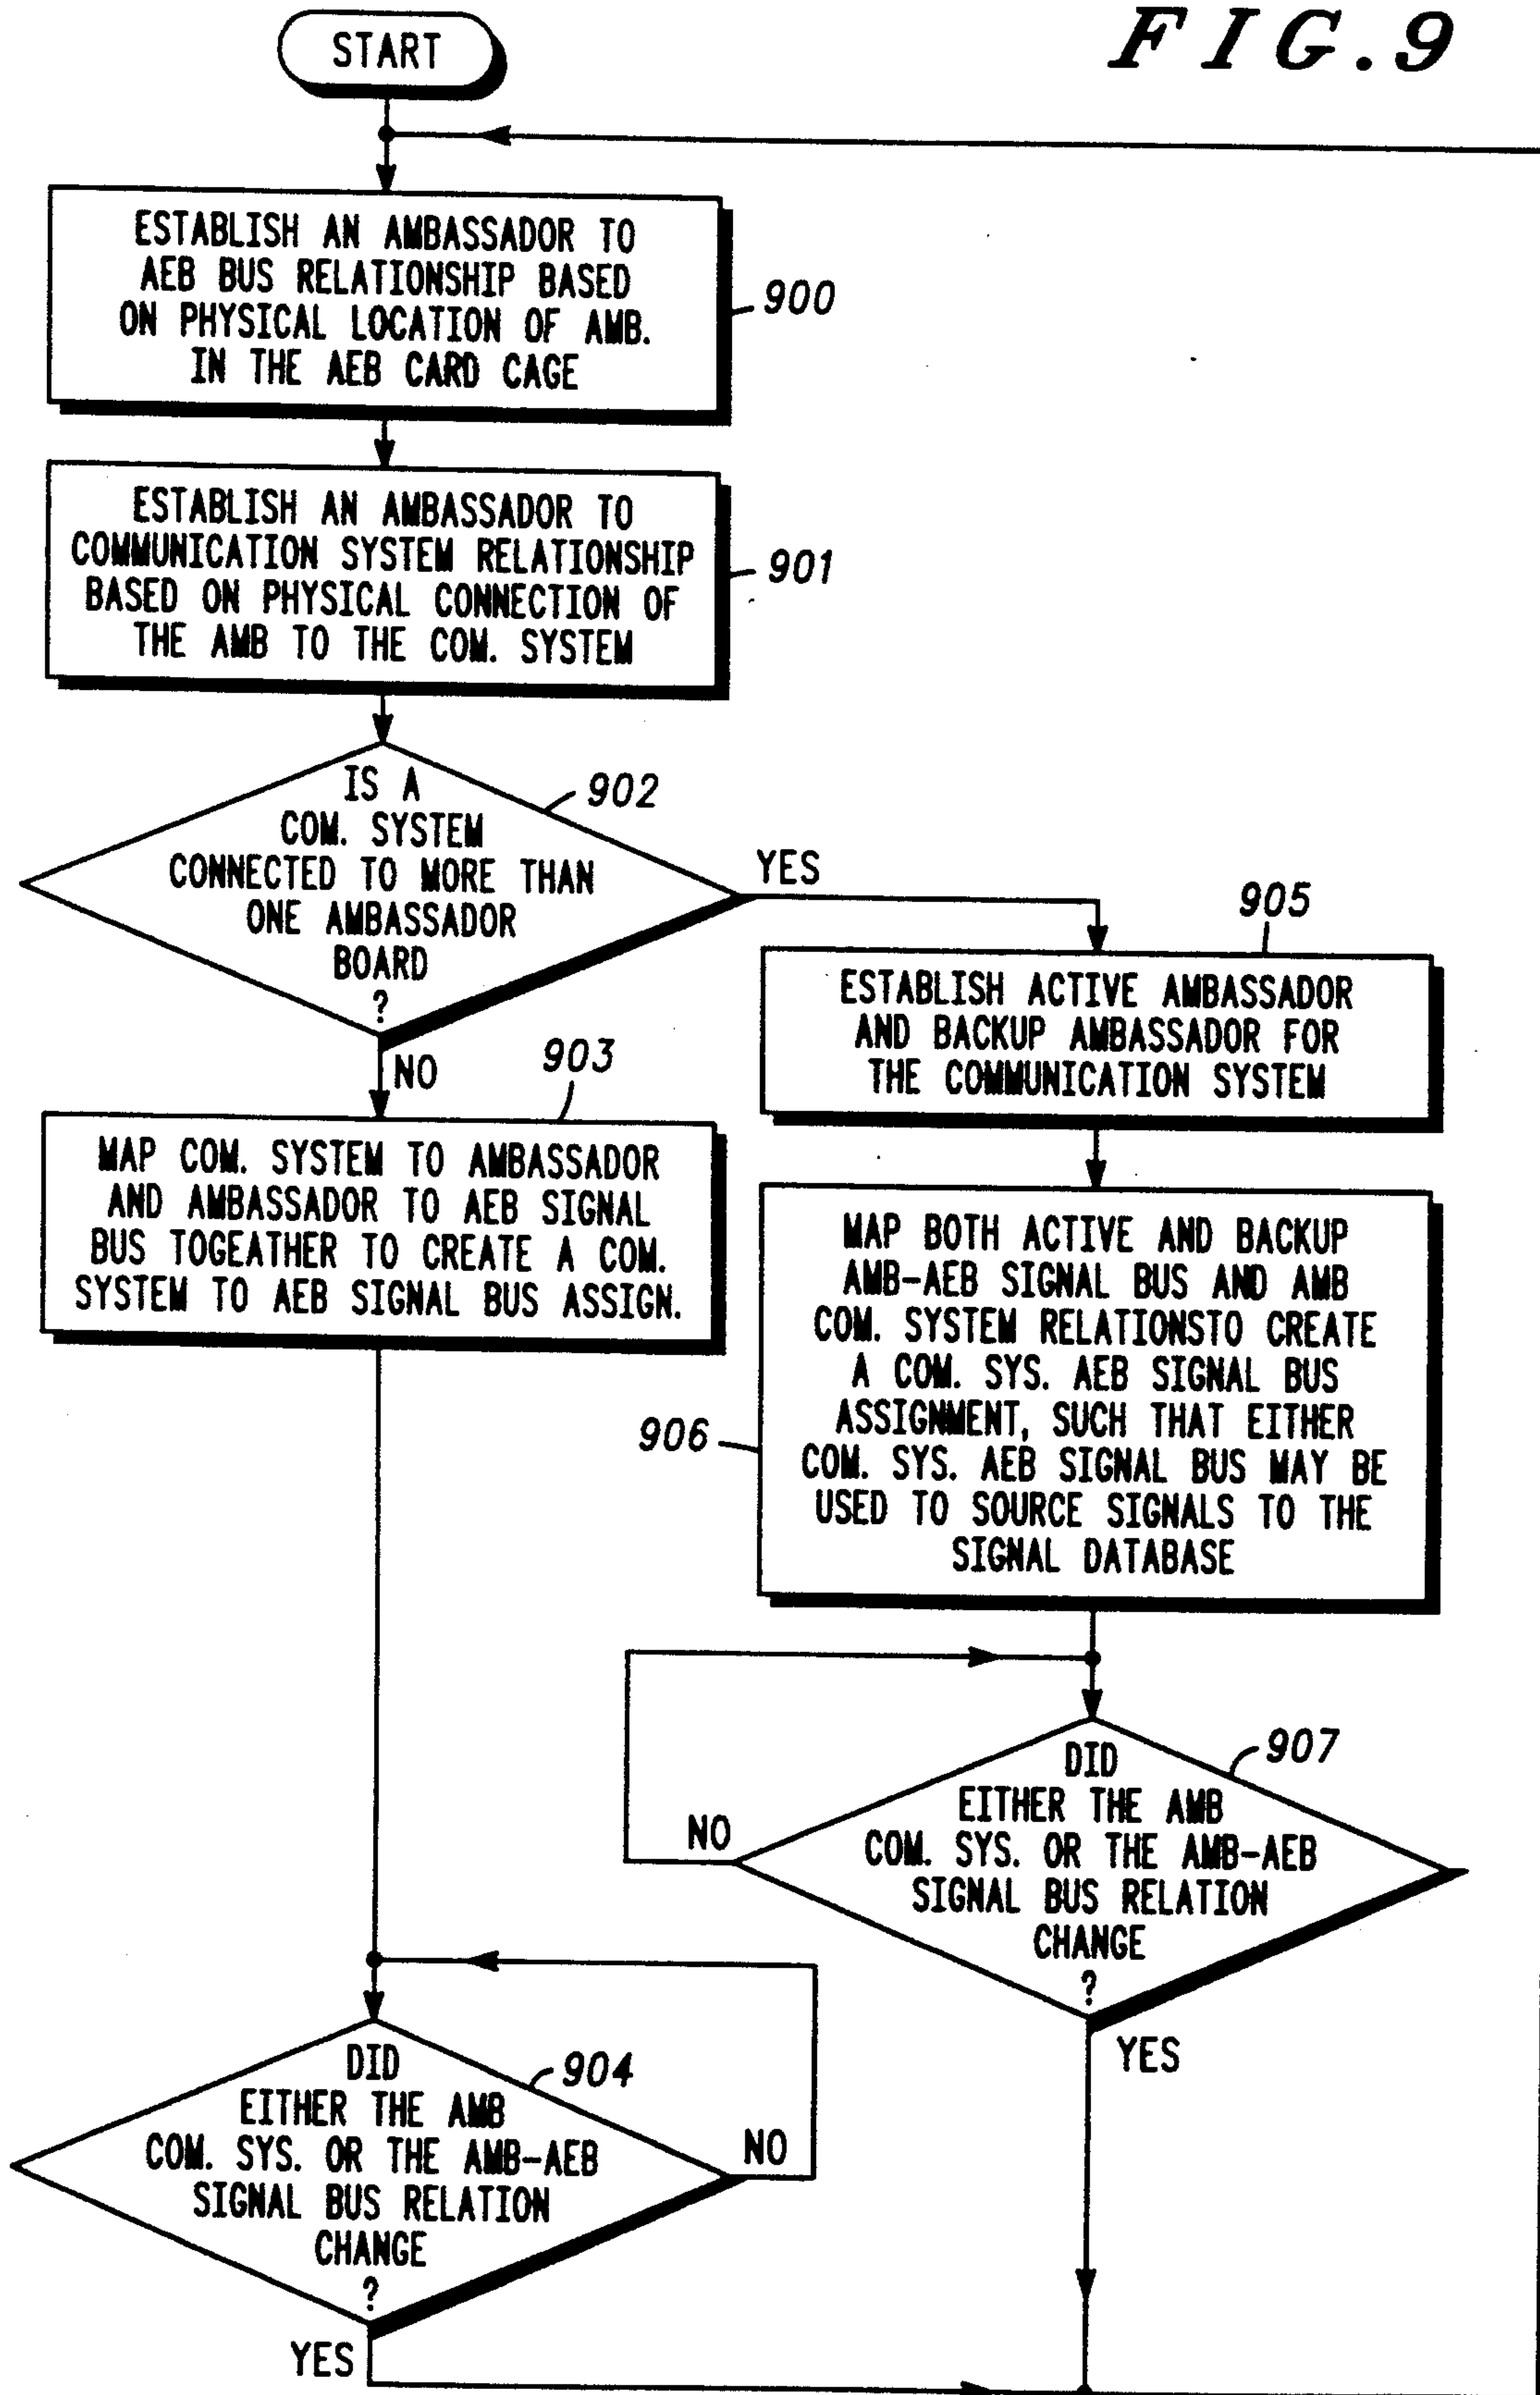 FIG.9
START
ESTABLISH AN AMBASSADOR TO
AEB BUS RELATIONSHIP BASED
ON PHYSICAL LOCATION OF AMB.
IN THE AEB CARD CAGE
900
ESTABLISH AN AMBASSADOR TO
COMMUNICATION SYSTEM RELATIONSHIP
BASED ON PHYSICAL CONNECTION OF
THE AMB TO THE COM. SYSTEM
901
IS A
COM. SYSTEM
CONNECTED TO MORE THAN
ONE AMBASSADOR
BOARD
?
902
YES
NO
903
MAP COM. SYSTEM TO AMBASSADOR
AND AMBASSADOR TO AEB SIGNAL
BUS TOGEATHER TO CREATE A COM.
SYSTEM TO AEB SIGNAL BUS ASSIGN.
905
ESTABLISH ACTIVE AMBASSADOR
AND BACKUP AMBASSADOR FOR
THE COMMUNICATION SYSTEM
MAP BOTH ACTIVE AND BACKUP
AMB-AEB SIGNAL BUS AND AMB
COM. SYSTEM RELATIONSTO CREATE
A COM. SYS. AEB SIGNAL BUS
ASSIGNMENT, SUCH THAT EITHER
COM. SYS. AEB SIGNAL BUS MAY BE
USED TO SOURCE SIGNALS TO THE
SIGNAL DATABASE
906
DID
EITHER THE AMB
COM. SYS. OR THE AMB-AEB
SIGNAL BUS RELATION
CHANGE
?
907
NO
YES
DID
EITHER THE AMB
COM. SYS. OR THE AMB-AEB
SIGNAL BUS RELATION
CHANGE
?
904
NO
YES